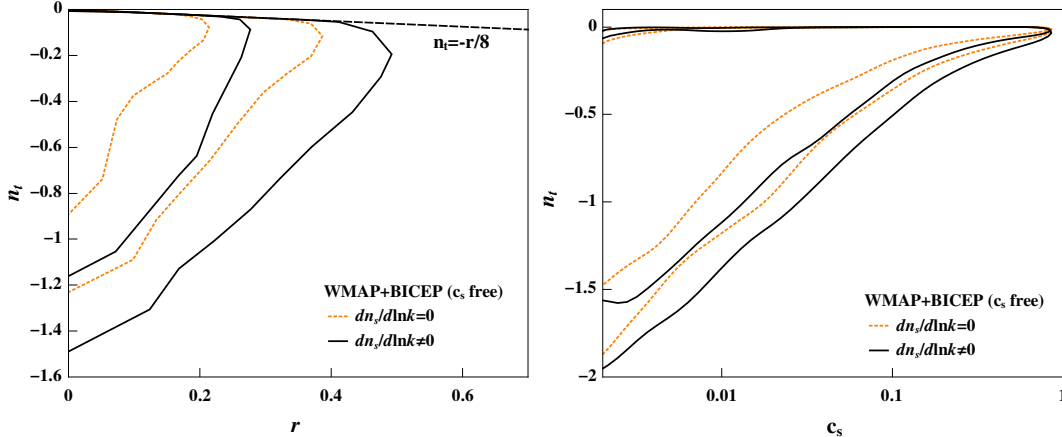 0
−0.2
−0.4
−0.6
−0.8
−1
−1.2
−1.4
−1.6
0
0.2
0.4
0.6
n_t
r
n_t=-r/8
WMAP+BICEP (c_s free)
dn_s/dlnk=0
dn_s/dlnk≠0
0
−0.5
−1
−1.5
−2
0.01
0.1
1
n_t
c_s
WMAP+BICEP (c_s free)
dn_s/dlnk=0
dn_s/dlnk≠0